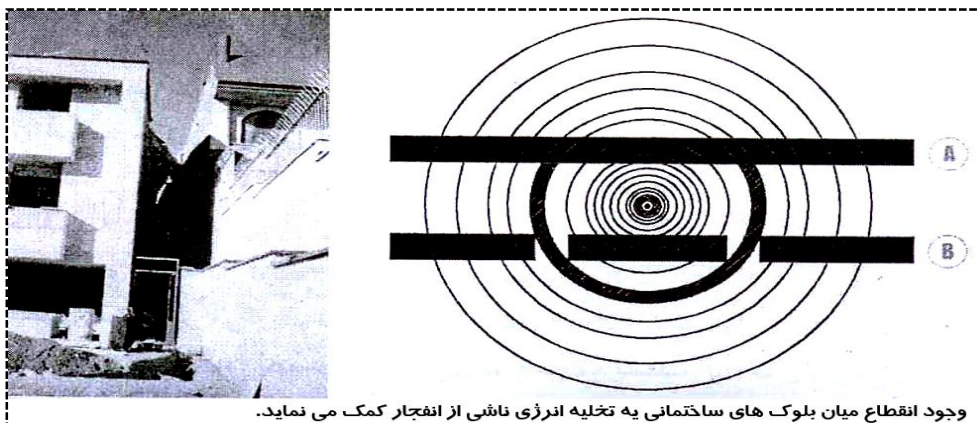 A
B
وجود انقطاع میان بلوک های ساختمانی به تخلیه انرژی ناشی از انفجار کمک می نماید.